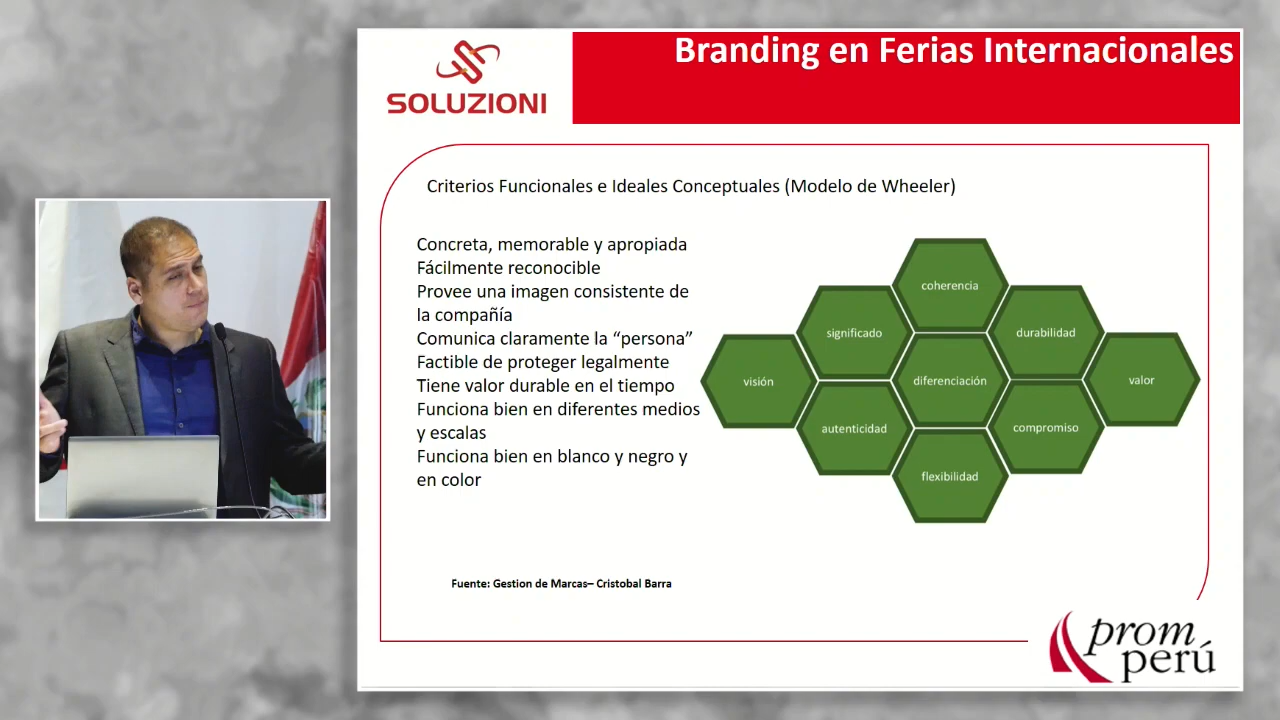 SOLUZIONI
Branding en Ferias Internacionales
Criterios Funcionales e Ideales Conceptuales (Modelo de Wheeler)
Concreta, memorable y apropiada
Fácilmente reconocible
Provee una imagen consistente de
la compañía
Comunica claramente la “persona”
Factible de proteger legalmente
Tiene valor durable en el tiempo
Funciona bien en diferentes medios
y escalas
Funciona bien en blanco y negro y
en color
coherencia
significado
durabilidad
visión
diferenciación
valor
autenticidad
compromiso
flexibilidad
Fuente: Gestion de Marcas– Cristobal Barra
prom
perú